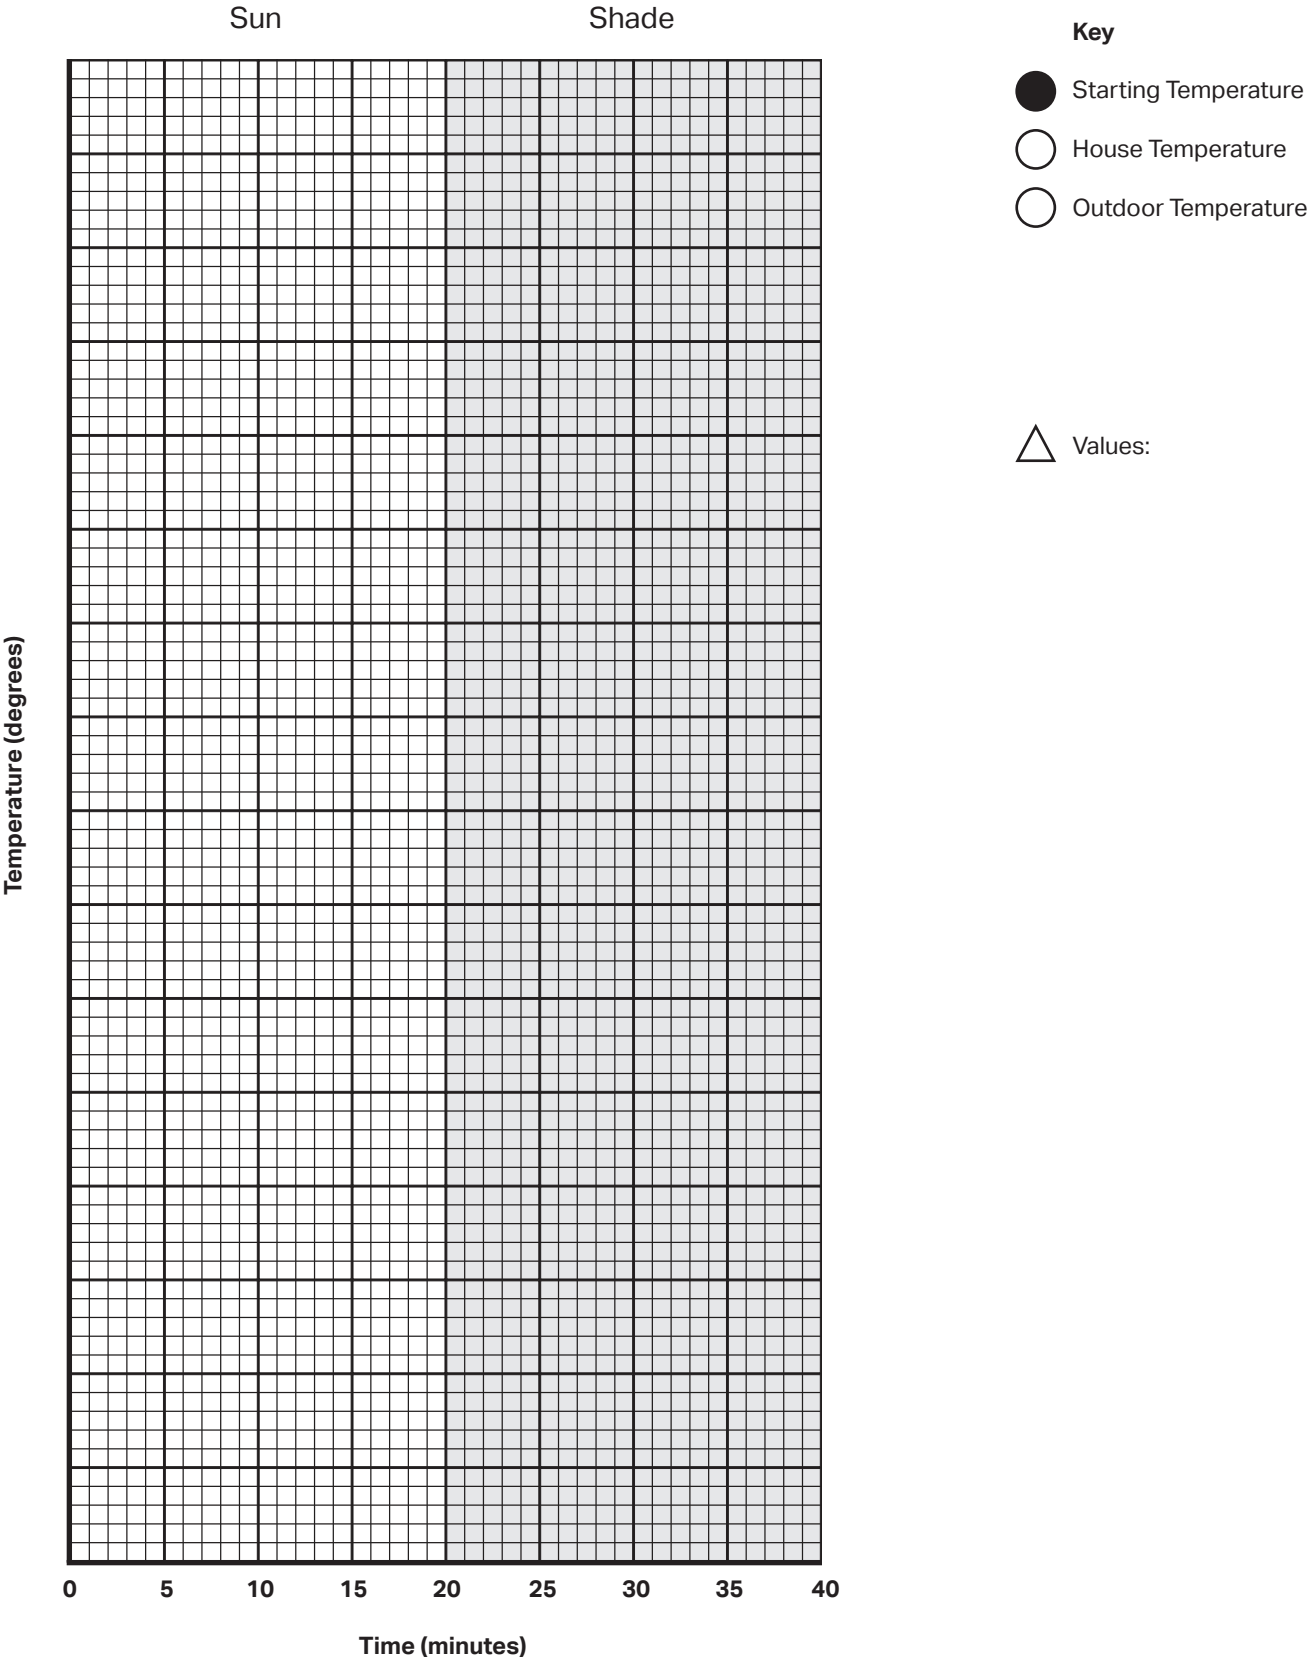 Sun Shade
Key
Starting Temperature
House Temperature
Outdoor Temperature
Values:
Temperature (degrees)
0 5 10 15 20 25 30 35 40
Time (minutes)